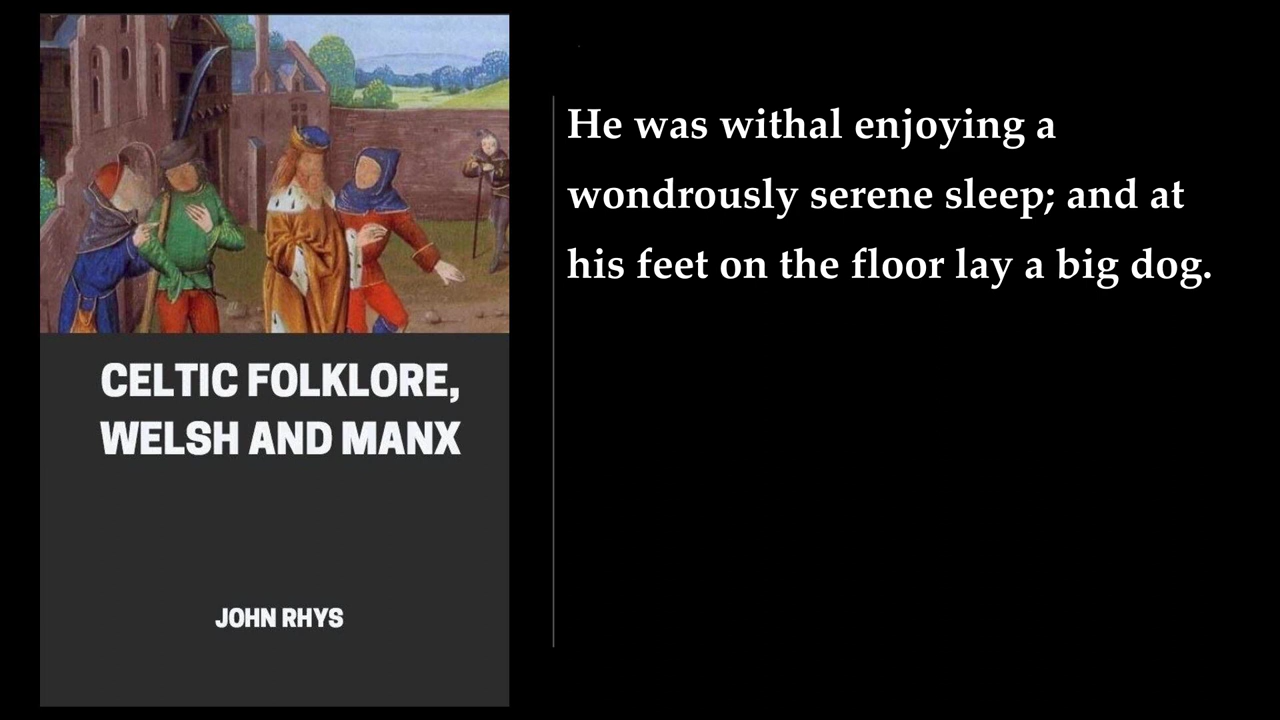 CELTIC FOLKLORE,
WELSH AND MANX
JOHN RHYS
He was withal enjoying a
wondrously serene sleep; and at
his feet on the floor lay a big dog.